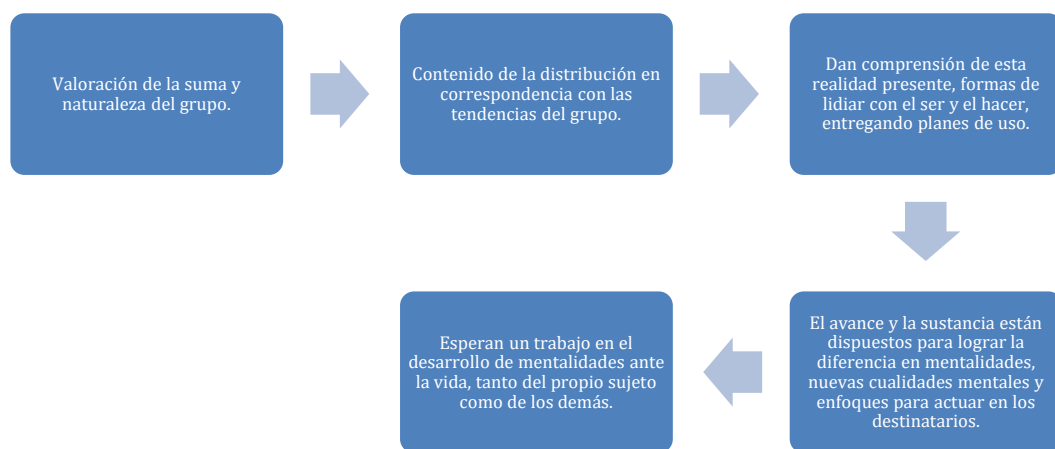 Valoración de la suma y
naturaleza del grupo.
Contenido de la distribución en
correspondencia con las
tendencias del grupo.
Dan comprensión de esta
realidad presente, formas de
lidiar con el ser y el hacer,
entregando planes de uso.
El avance y la sustancia están
dispuestos para lograr la
diferencia en mentalidades,
nuevas cualidades mentales y
enfoques para actuar en los
destinatarios.
Esperan un trabajo en el
desarrollo de mentalidades ante
la vida, tanto del propio sujeto
como de los demás.